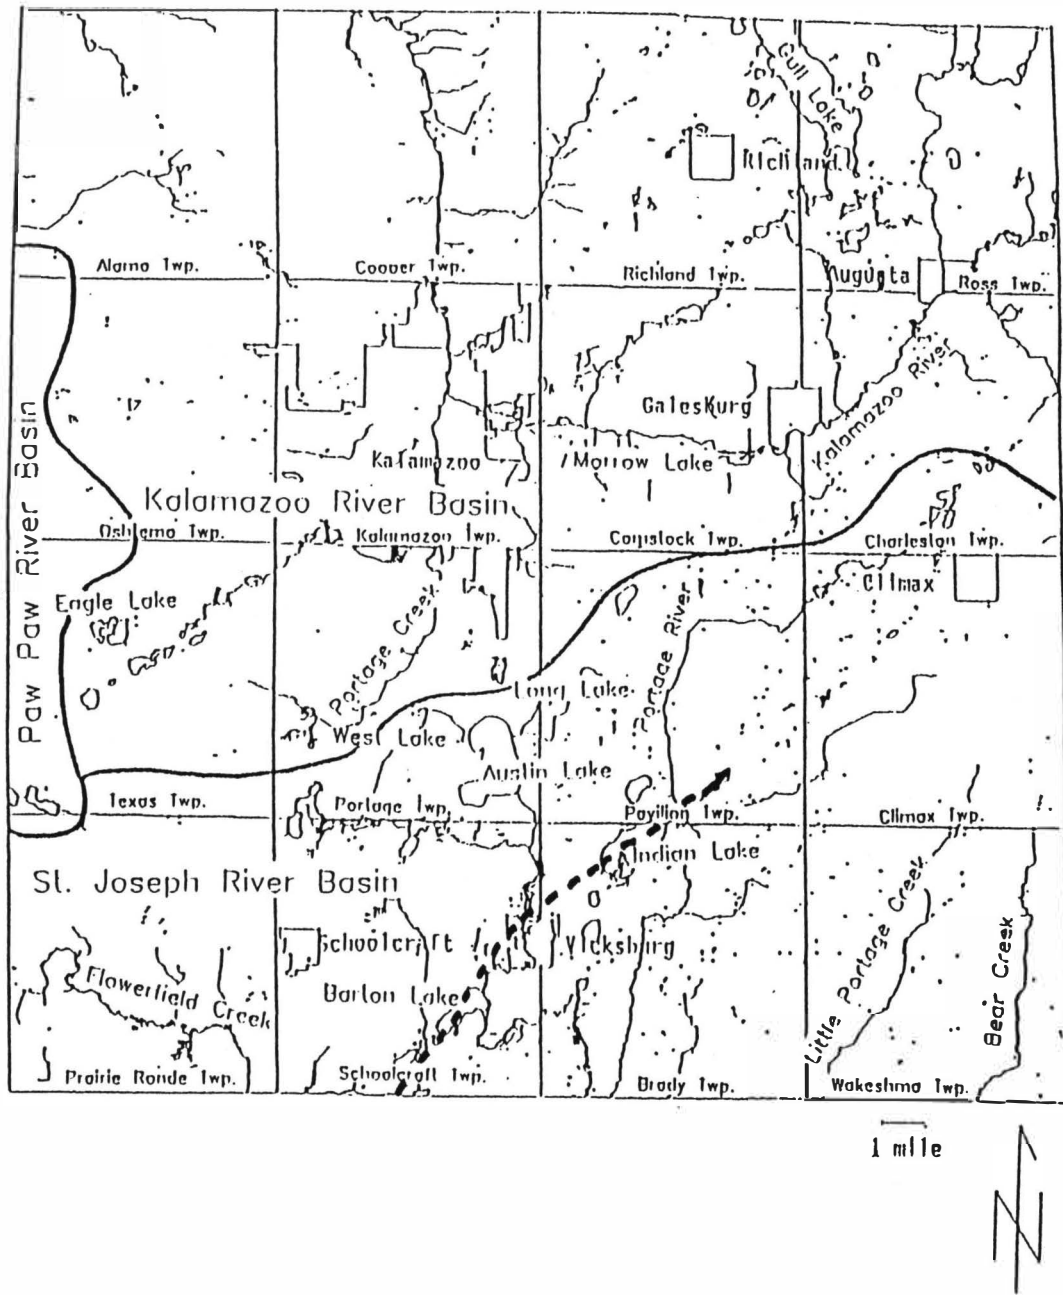 Gull Lake
Richland
Alamo Twp.
Cooper Twp.
Richland Twp.
Augusta
Ross Twp.
Galeskurg
Kalamazoo River
Kalamazoo
Morrow Lake
Paw Paw River Basin
Kalamazoo River Basin
Oshtemo Twp.
Kalamazoo Twp.
Comstock Twp.
Charleston Twp.
Climax
Eagle Lake
Portage Creek
Portage River
Long Lake
West Lake
Austin Lake
Texas Twp.
Portage Twp.
Pavilion Twp.
Climax Twp.
Indian Lake
St. Joseph River Basin
Schoolcraft
Vicksburg
Little Portage Creek
Bear Creek
Flowerfield Creek
Barton Lake
Prairie Ronde Twp.
Schoolcraft Twp.
Brady Twp.
Wakeshma Twp.
1 mile
N